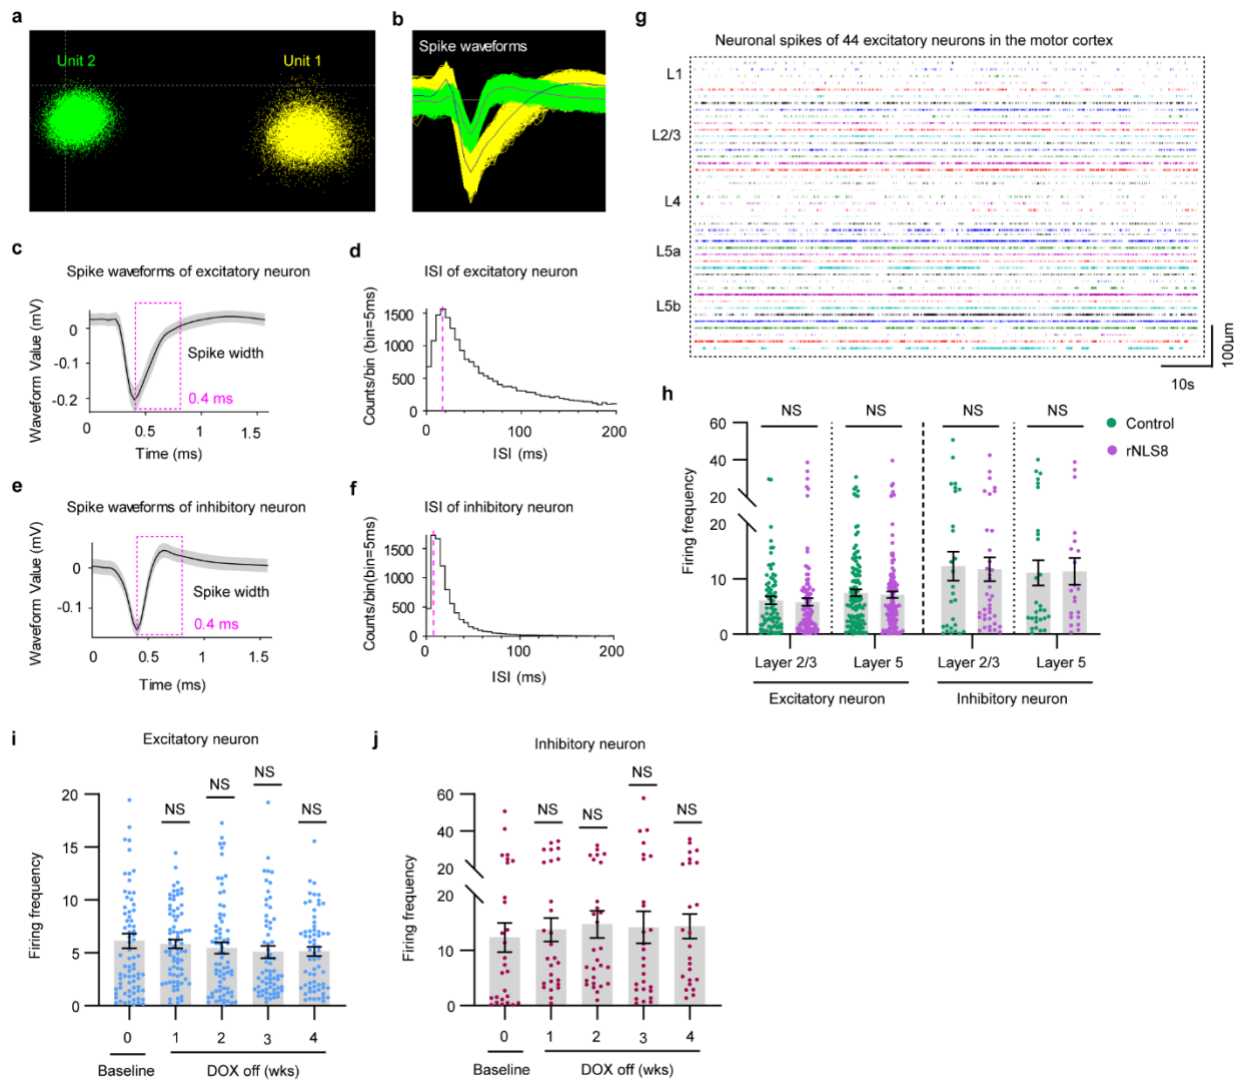 a
Unit 2
Unit 1
b
Spike waveforms
g
Neuronal spikes of 44 excitatory neurons in the motor cortex
L1
L2/3
L4
L5a
L5b
100μm
10s
c
Spike waveforms of excitatory neuron
Waveform Value (mV)
0
-0.1
-0.2
Spike width
0.4 ms
0 0.5 1 1.5
Time (ms)
d
ISI of excitatory neuron
Counts/bin (bin=5ms)
1500
1000
500
0
0 100 200
ISI (ms)
e
Spike waveforms of inhibitory neuron
Waveform Value (mV)
0
-0.1
Spike width
0.4 ms
0 0.5 1 1.5
Time (ms)
f
ISI of inhibitory neuron
Counts/bin(bin=5ms)
1500
1000
500
0
0 100 200
ISI (ms)
h
NS NS NS NS
Control
rNLS8
Firing frequency
60
40
20
20
10
0
Layer 2/3 Layer 5 Layer 2/3 Layer 5
Excitatory neuron Inhibitory neuron
i
Excitatory neuron
NS NS NS NS
Firing frequency
20
15
10
5
0
0 1 2 3 4
Baseline DOX off (wks)
j
Inhibitory neuron
NS NS NS NS
Firing frequency
60
40
20
20
10
0
0 1 2 3 4
Baseline DOX off (wks)